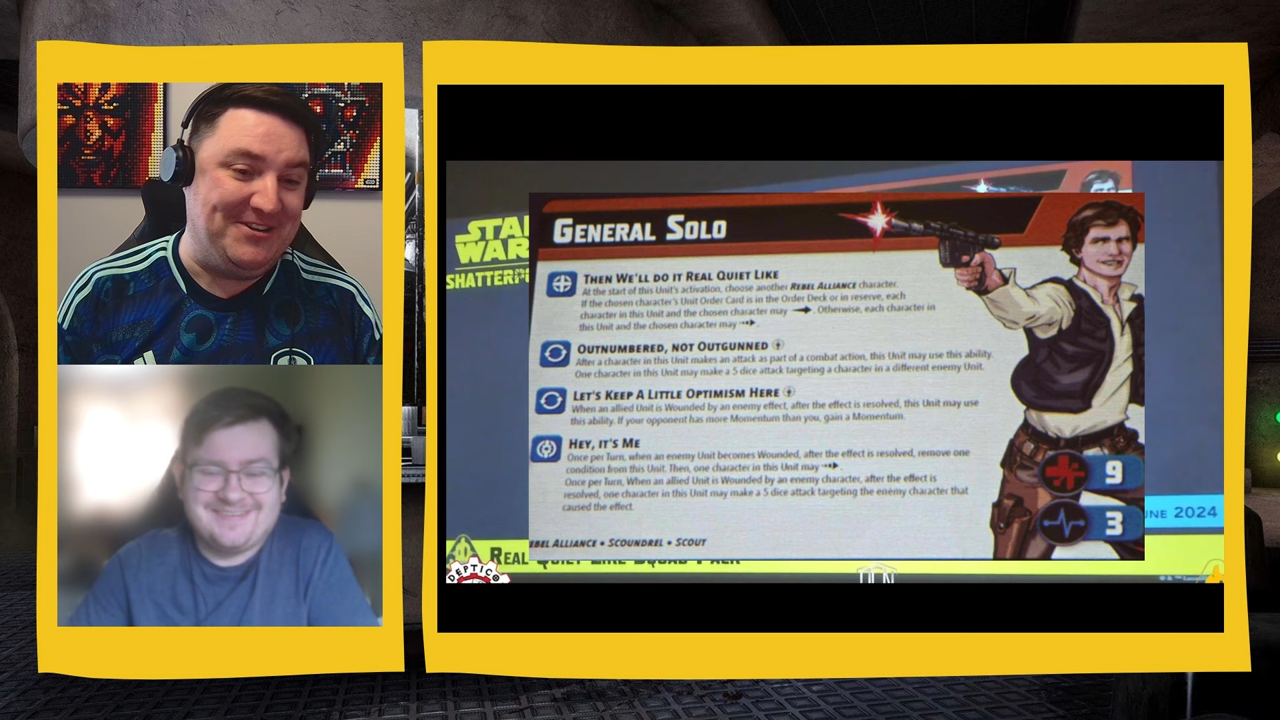 STAR
WARS
SHATTERP
GENERAL SOLO
THEN WE'LL DO IT REAL QUIET LIKE
At the start of this Unit's activation, choose another REBEL ALLIANCE character.
If the chosen character's Unit Order Card is in the Order Deck or in reserve, each
character in this Unit and the chosen character may . Otherwise, each character in
this Unit and the chosen character may .
OUTNUMBERED, NOT OUTGUNNED
After a character in this Unit makes an attack as part of a combat action, this Unit may use this ability.
One character in this Unit may make a 5 dice attack targeting a character in a different enemy Unit.
LET'S KEEP A LITTLE OPTIMISM HERE
When an allied Unit is Wounded by an enemy effect, after the effect is resolved, this Unit may use
this ability. If your opponent has more Momentum than you, gain a Momentum.
HEY, IT'S ME
Once per Turn, when an enemy Unit becomes Wounded, after the effect is resolved, remove one
condition from this Unit. Then, one character in this Unit may .
Once per Turn, When an allied Unit is Wounded by an enemy character, after the effect is
resolved, one character in this Unit may make a 5 dice attack targeting the enemy character that
caused the effect.
9
3
EBEL ALLIANCE • SCOUNDREL • SCOUT
UNE 2024
REAL QUIET LIKE SQUAD PACK
DEPTICO